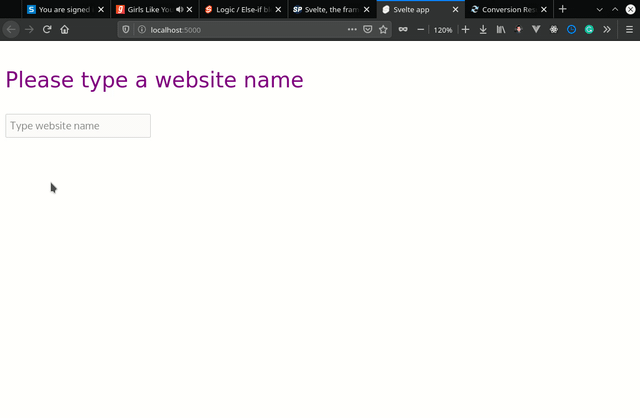 You are signed
Girls Like You
Logic / Else-if bl
Svelte, the fram
Svelte app
Conversion Res
localhost:5000
120%
Please type a website name
Type website name